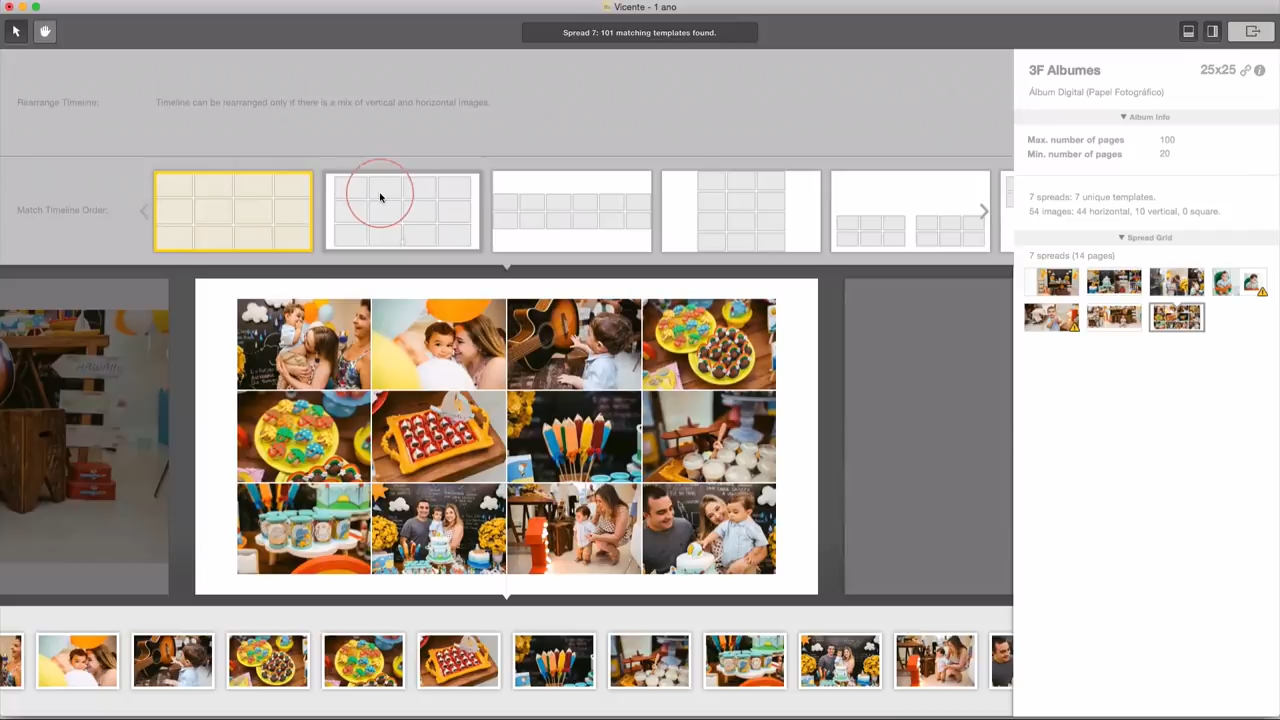 Vicente - 1 ano
Spread 7: 101 matching templates found.
Rearrange Timeline:
Timeline can be rearranged only if there is a mix of vertical and horizontal images.
Match Timeline Order:
3F Albumes
25x25
Álbum Digital (Papel Fotográfico)
▼ Album Info
Max. number of pages 100
Min. number of pages 20
7 spreads: 7 unique templates.
54 images: 44 horizontal, 10 vertical, 0 square.
▼ Spread Grid
7 spreads (14 pages)